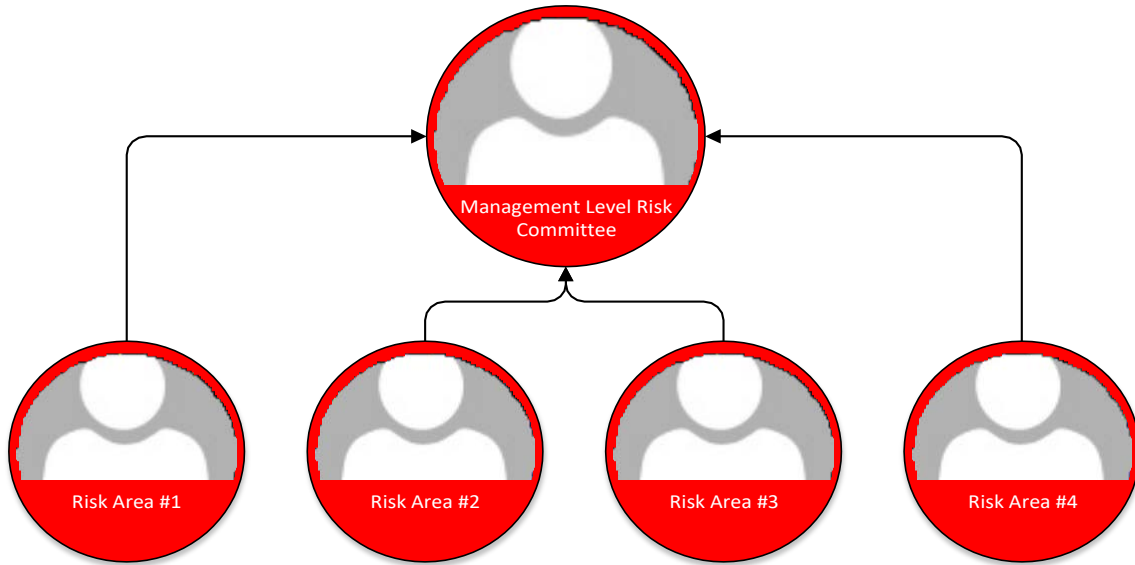 Management Level Risk
Committee
Risk Area #1
Risk Area #2
Risk Area #3
Risk Area #4